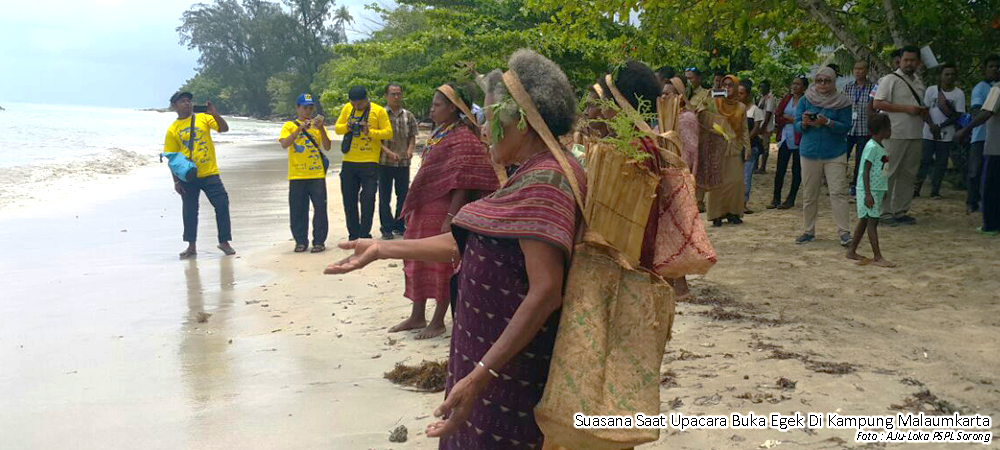 Suasana Saat Upacara Buka Egek Di Kampung Malaumkarta
Foto : AJu-Loka PSPL Sorong